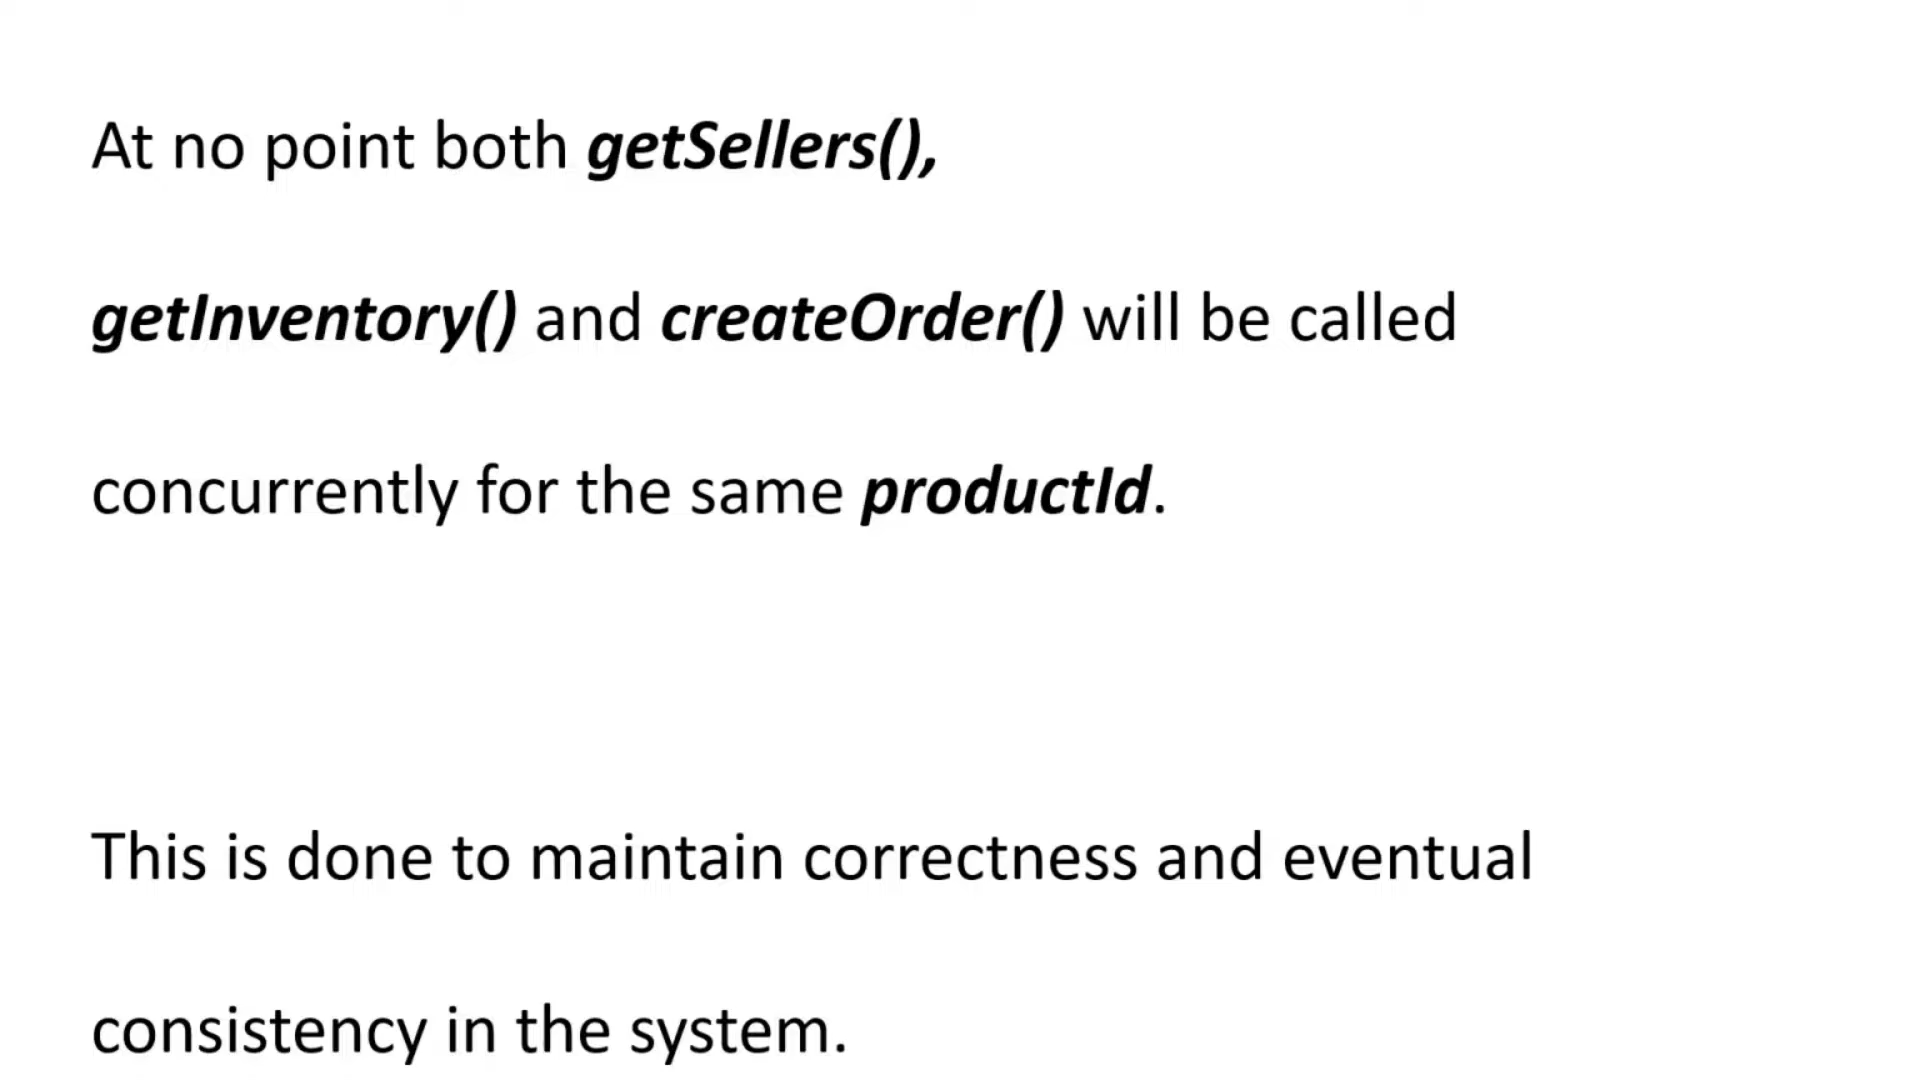 At no point both getSellers(),
getInventory() and createOrder() will be called
concurrently for the same productId.
This is done to maintain correctness and eventual
consistency in the system.